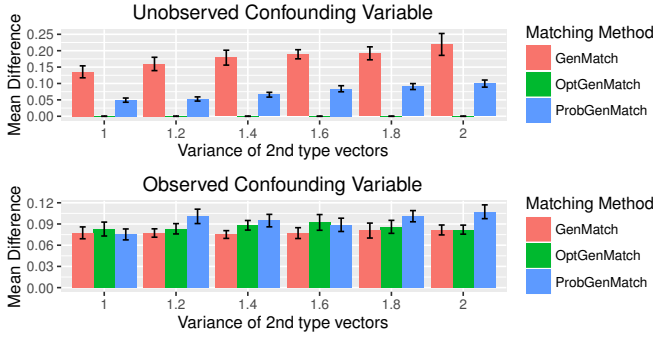 Unobserved Confounding Variable
Mean Difference
0.25
0.20
0.15
0.10
0.05
0.00
1 1.2 1.4 1.6 1.8 2
Variance of 2nd type vectors
Matching Method
GenMatch
OptGenMatch
ProbGenMatch
Observed Confounding Variable
Mean Difference
0.12
0.09
0.06
0.03
0.00
1 1.2 1.4 1.6 1.8 2
Variance of 2nd type vectors
Matching Method
GenMatch
OptGenMatch
ProbGenMatch